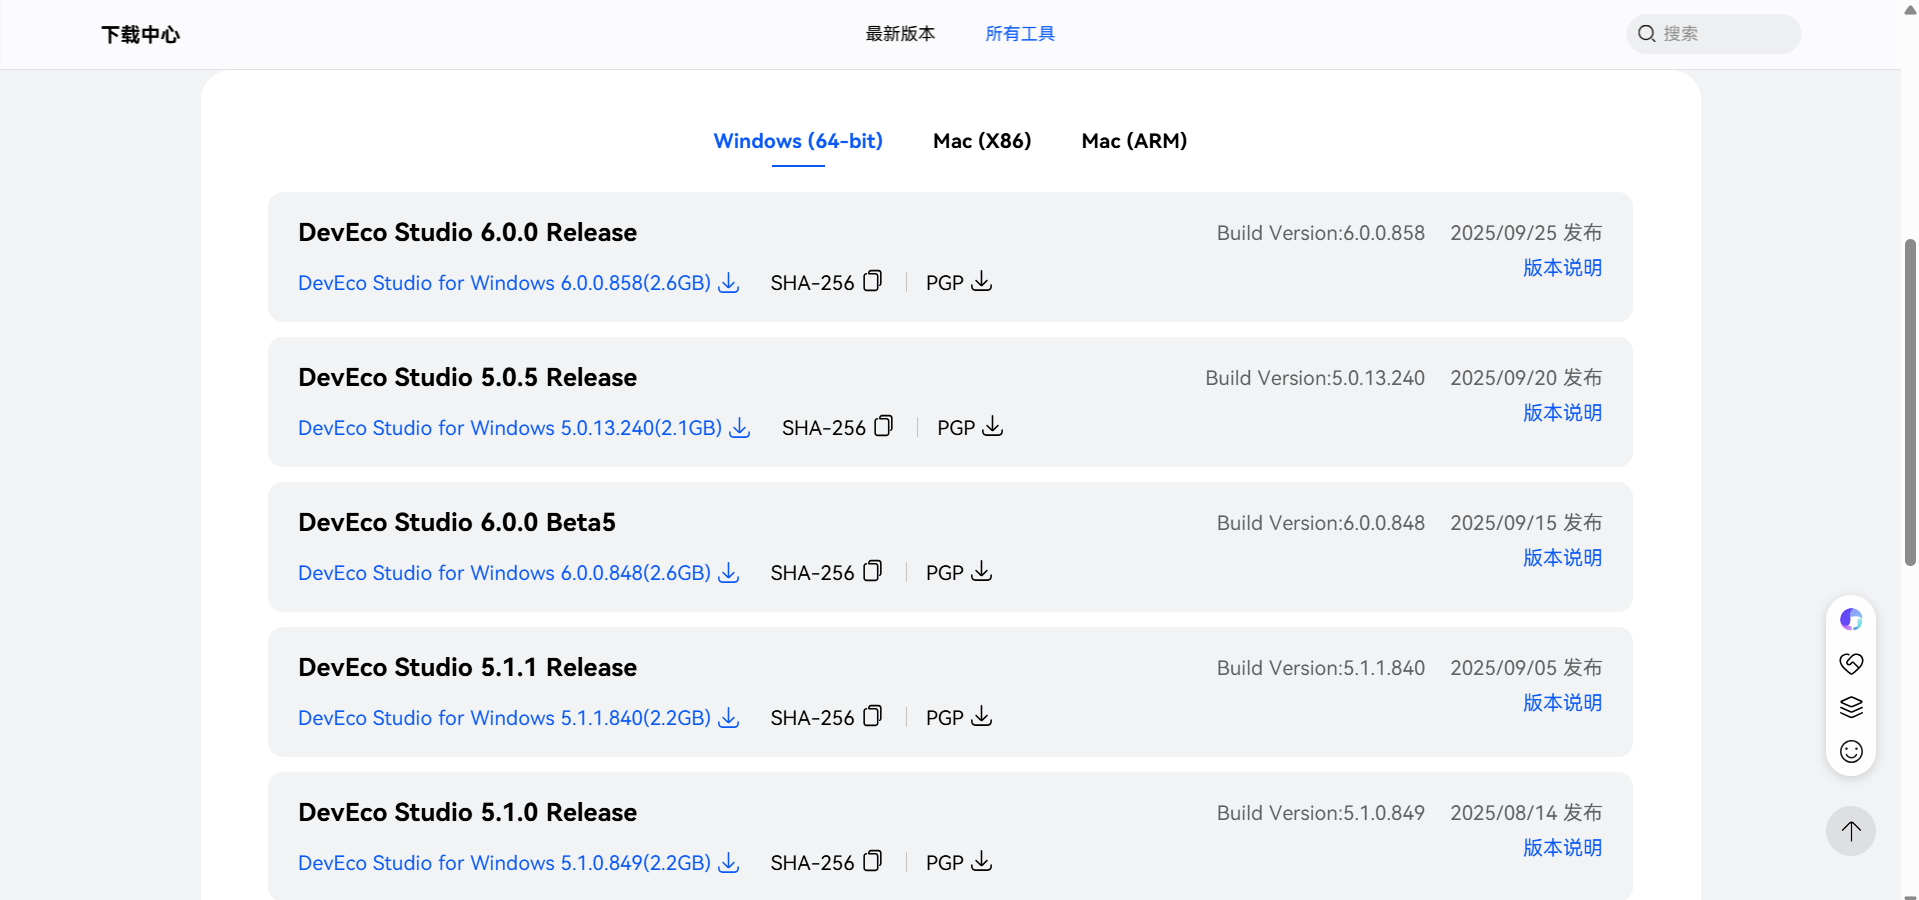 下载中心
最新版本 所有工具
搜索
Windows (64-bit) Mac (X86) Mac (ARM)
DevEco Studio 6.0.0 Release
Build Version:6.0.0.858 2025/09/25 发布
DevEco Studio for Windows 6.0.0.858(2.6GB) SHA-256 PGP
版本说明
DevEco Studio 5.0.5 Release
Build Version:5.0.13.240 2025/09/20 发布
DevEco Studio for Windows 5.0.13.240(2.1GB) SHA-256 PGP
版本说明
DevEco Studio 6.0.0 Beta5
Build Version:6.0.0.848 2025/09/15 发布
DevEco Studio for Windows 6.0.0.848(2.6GB) SHA-256 PGP
版本说明
DevEco Studio 5.1.1 Release
Build Version:5.1.1.840 2025/09/05 发布
DevEco Studio for Windows 5.1.1.840(2.2GB) SHA-256 PGP
版本说明
DevEco Studio 5.1.0 Release
Build Version:5.1.0.849 2025/08/14 发布
DevEco Studio for Windows 5.1.0.849(2.2GB) SHA-256 PGP
版本说明